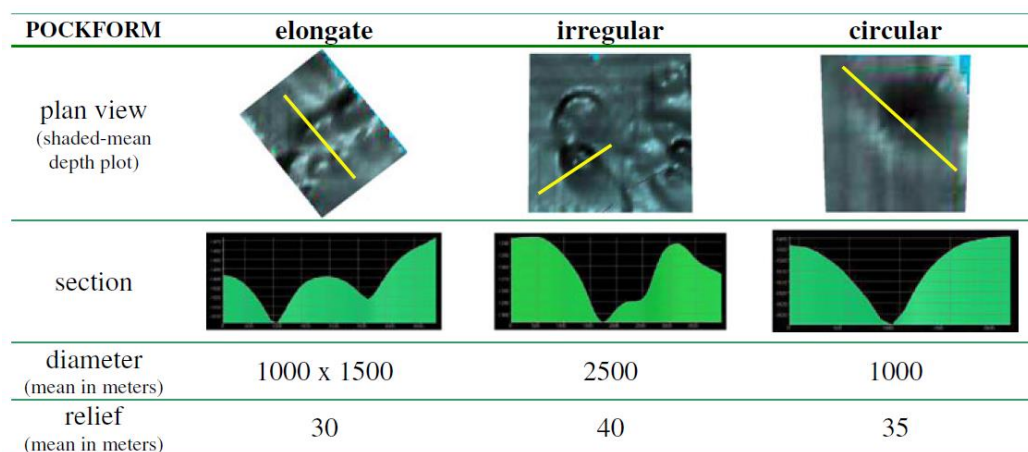 POCKFORM elongate irregular circular
plan view
(shaded-mean
depth plot)
section
diameter
(mean in meters)
1000 x 1500 2500 1000
relief
(mean in meters)
30 40 35